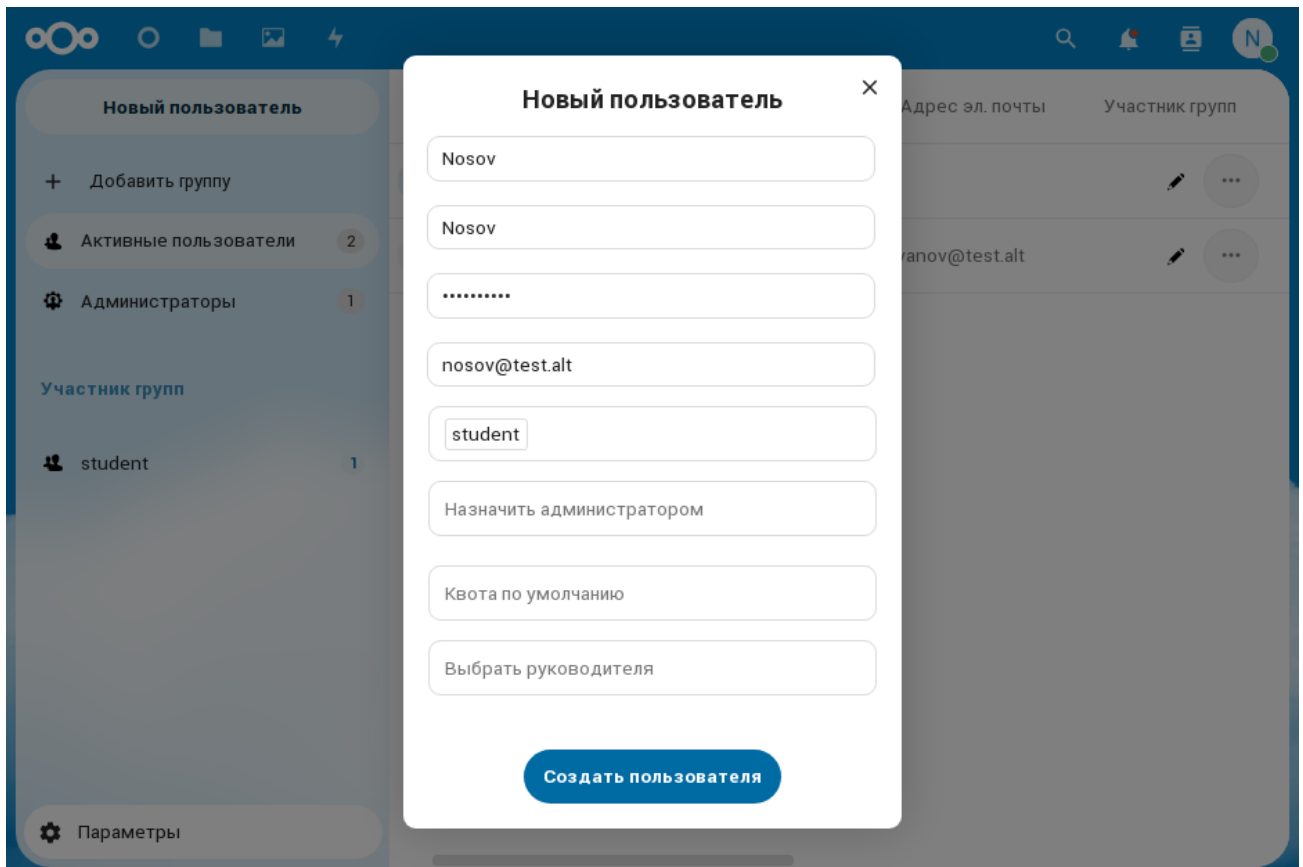 N
Новый пользователь
Добавить группу
Активные пользователи 2
Администраторы 1
Участник групп
student 1
Параметры
Адрес эл. почты Участник групп
vanov@test.alt
Новый пользователь
Nosov
Nosov
••••••••••
nosov@test.alt
student
Назначить администратором
Квота по умолчанию
Выбрать руководителя
Создать пользователя